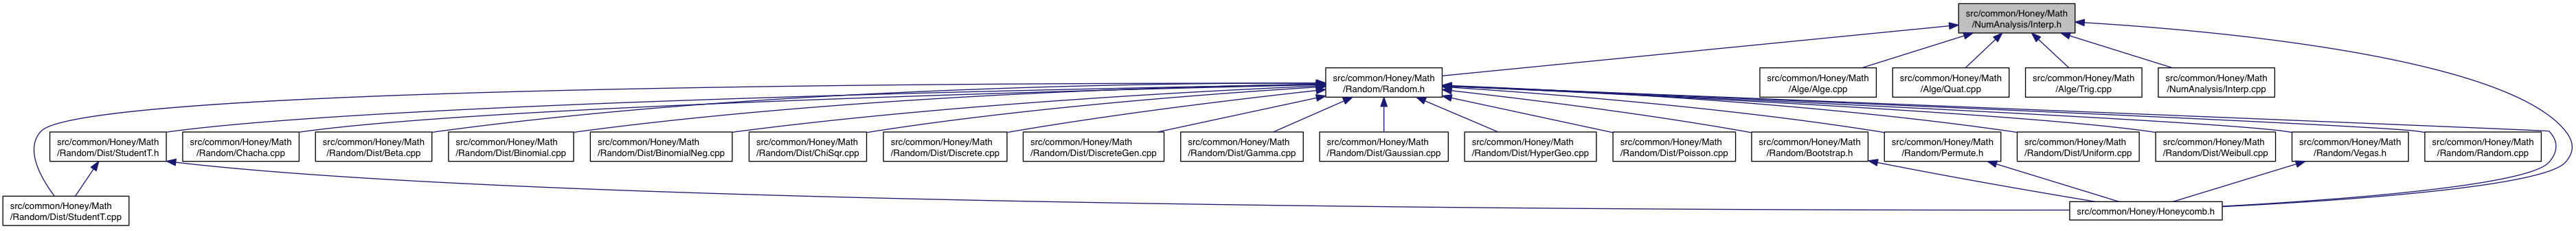 src/common/Honey/Math
/NumAnalysis/Interp.h
src/common/Honey/Math
/Random/Random.h
src/common/Honey/Math
/Alge/Alge.cpp
src/common/Honey/Math
/Alge/Quat.cpp
src/common/Honey/Math
/Alge/Trig.cpp
src/common/Honey/Math
/NumAnalysis/Interp.cpp
src/common/Honey/Math
/Random/Dist/StudentT.h
src/common/Honey/Math
/Random/Chacha.cpp
src/common/Honey/Math
/Random/Dist/Beta.cpp
src/common/Honey/Math
/Random/Dist/Binomial.cpp
src/common/Honey/Math
/Random/Dist/BinomialNeg.cpp
src/common/Honey/Math
/Random/Dist/ChiSqr.cpp
src/common/Honey/Math
/Random/Dist/Discrete.cpp
src/common/Honey/Math
/Random/Dist/DiscreteGen.cpp
src/common/Honey/Math
/Random/Dist/Gamma.cpp
src/common/Honey/Math
/Random/Dist/Gaussian.cpp
src/common/Honey/Math
/Random/Dist/HyperGeo.cpp
src/common/Honey/Math
/Random/Dist/Poisson.cpp
src/common/Honey/Math
/Random/Bootstrap.h
src/common/Honey/Math
/Random/Permute.h
src/common/Honey/Math
/Random/Dist/Uniform.cpp
src/common/Honey/Math
/Random/Dist/Weibull.cpp
src/common/Honey/Math
/Random/Vegas.h
src/common/Honey/Math
/Random/Random.cpp
src/common/Honey/Math
/Random/Dist/StudentT.cpp
src/common/Honey/Honeycomb.h